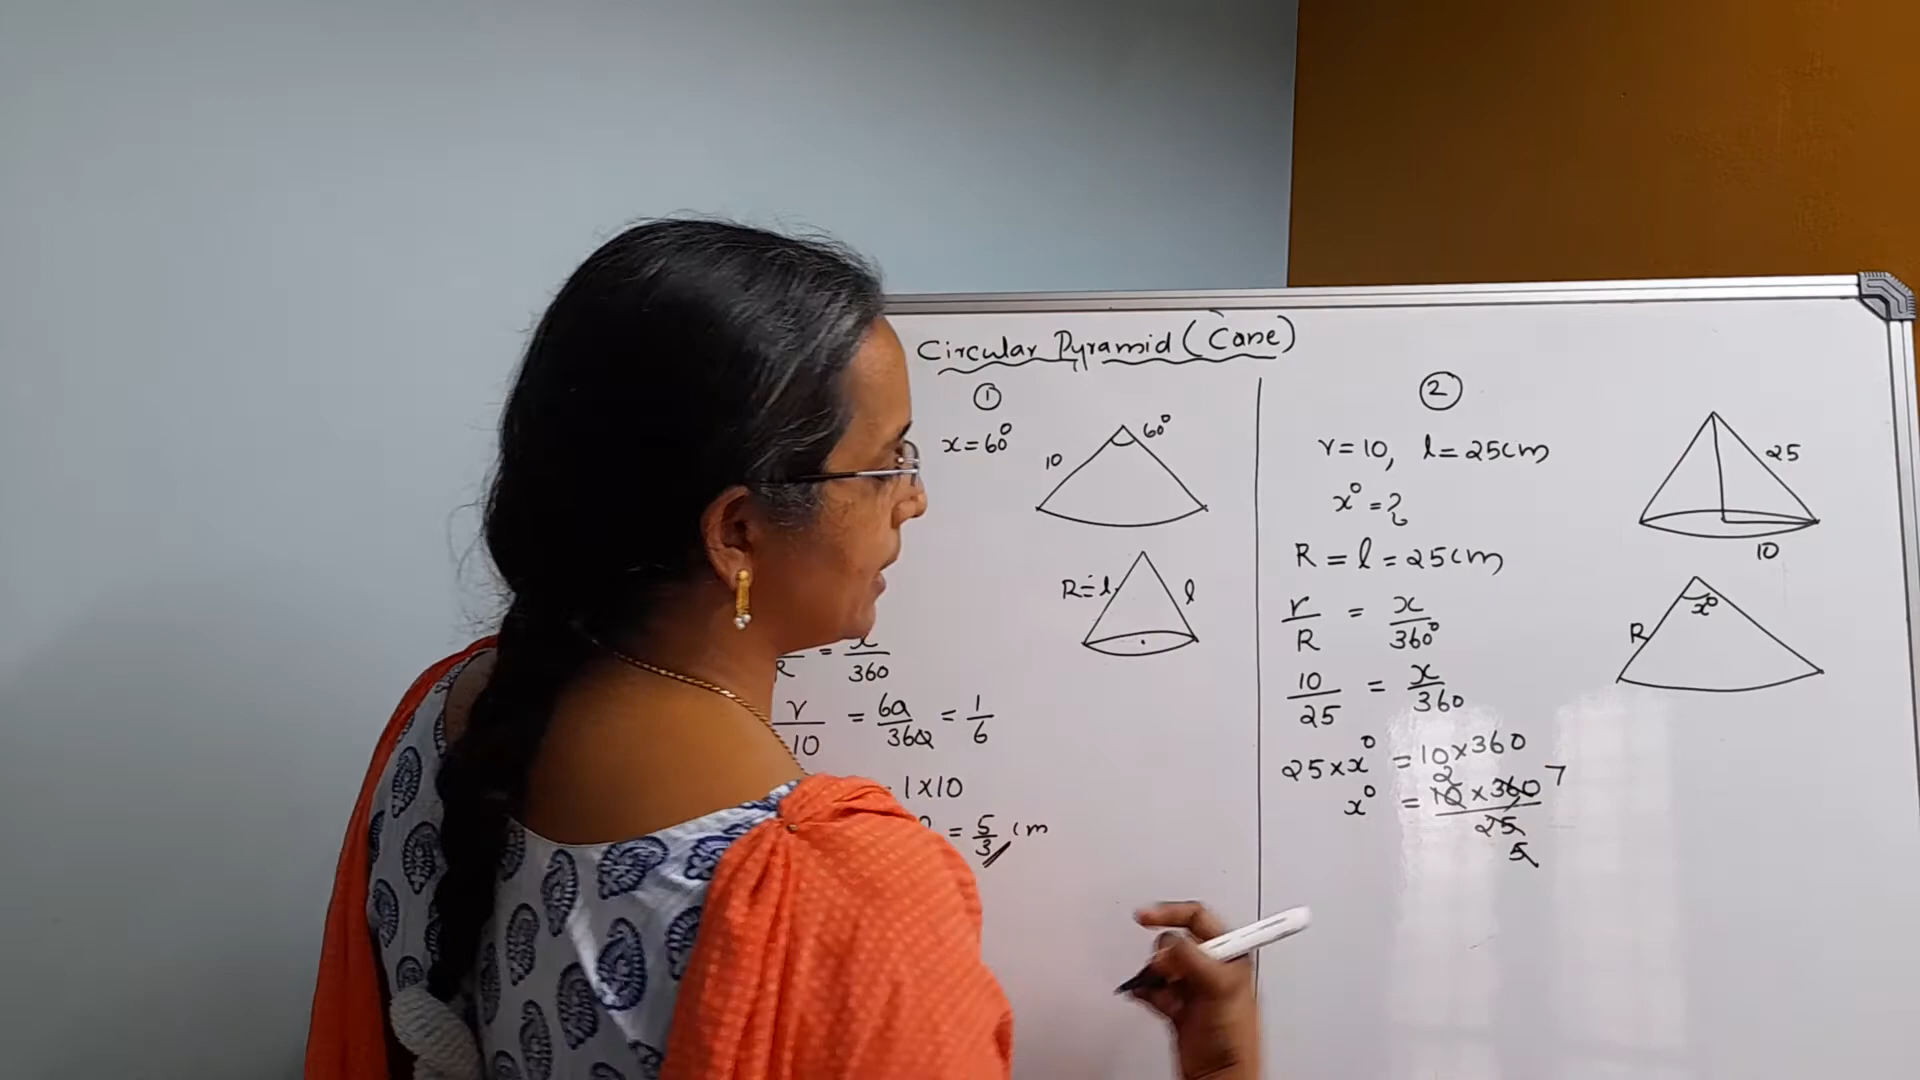 Circular Pyramid (Cone)
①
x = 60°
60°
10
R = l
l
R = x/360
r/10 = 60/360 = 1/6
1 × 10
= 5/3 cm
②
r = 10, l = 25cm
x° = ?
R = l = 25cm
r/R = x/360°
10/25 = x/360
25 × x° = 10 × 360
x° = 10 × 360 / 25
2
7
5
25
10
x°
R